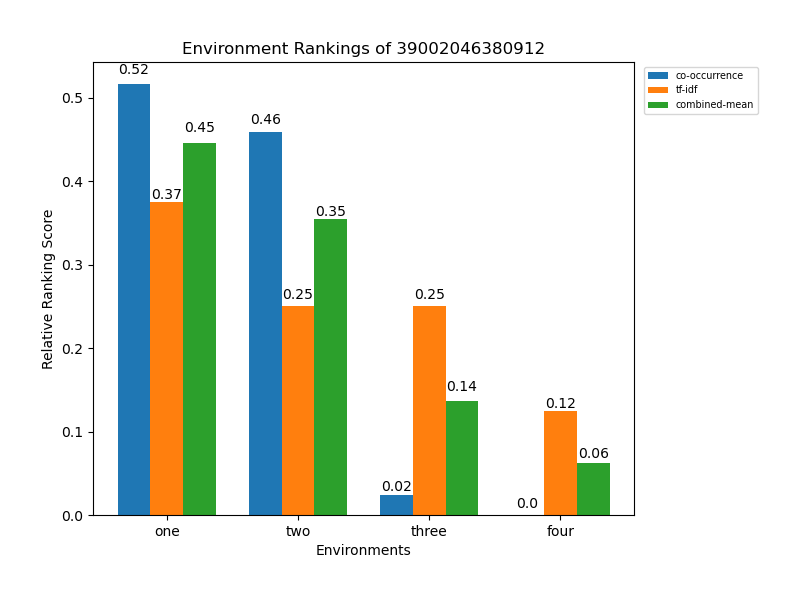 Environment Rankings of 39002046380912
co-occurrence
tf-idf
combined-mean
Relative Ranking Score
0.5
0.4
0.3
0.2
0.1
0.0
0.52
0.37
0.45
0.46
0.25
0.35
0.02
0.25
0.14
0.0
0.12
0.06
one
two
three
four
Environments